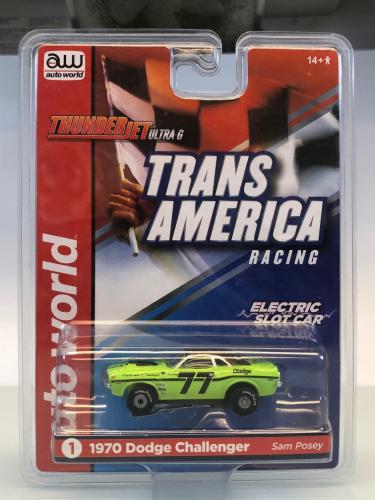 aw
auto world
14+
THUNDERJET ULTRA G
TRANS
AMERICA
RACING
auto world
ELECTRIC
SLOT CAR
77
Dodge
1 1970 Dodge Challenger Sam Posey